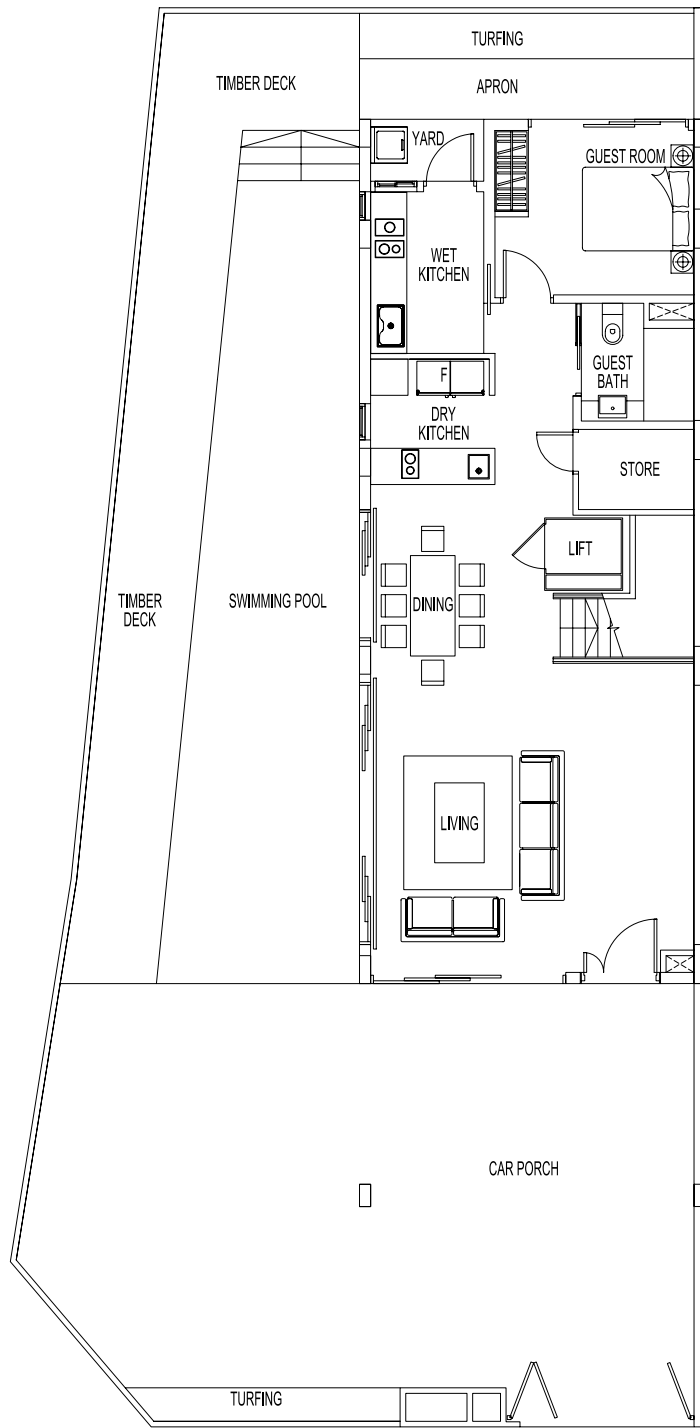 TURFING
TIMBER DECK
APRON
YARD
GUEST ROOM
WET
KITCHEN
GUEST
BATH
F
DRY
KITCHEN
STORE
LIFT
TIMBER
DECK
SWIMMING POOL
DINING
LIVING
CAR PORCH
TURFING